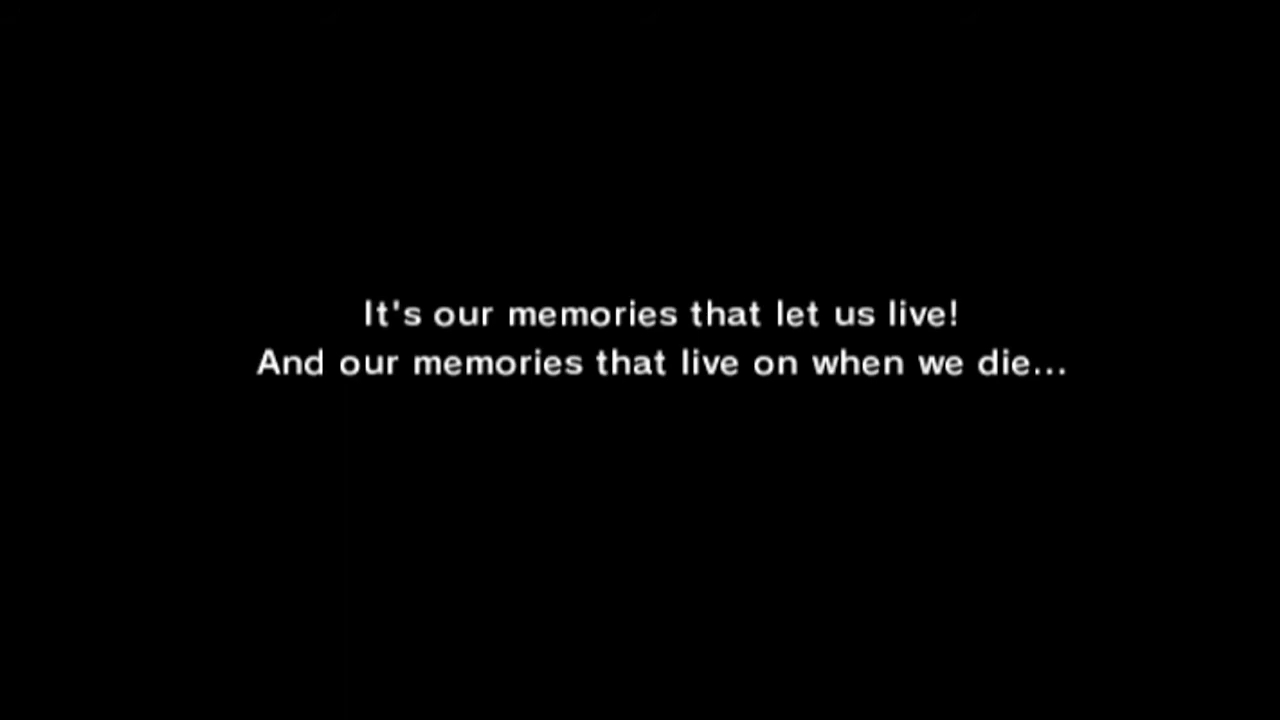 It's our memories that let us live!
And our memories that live on when we die...